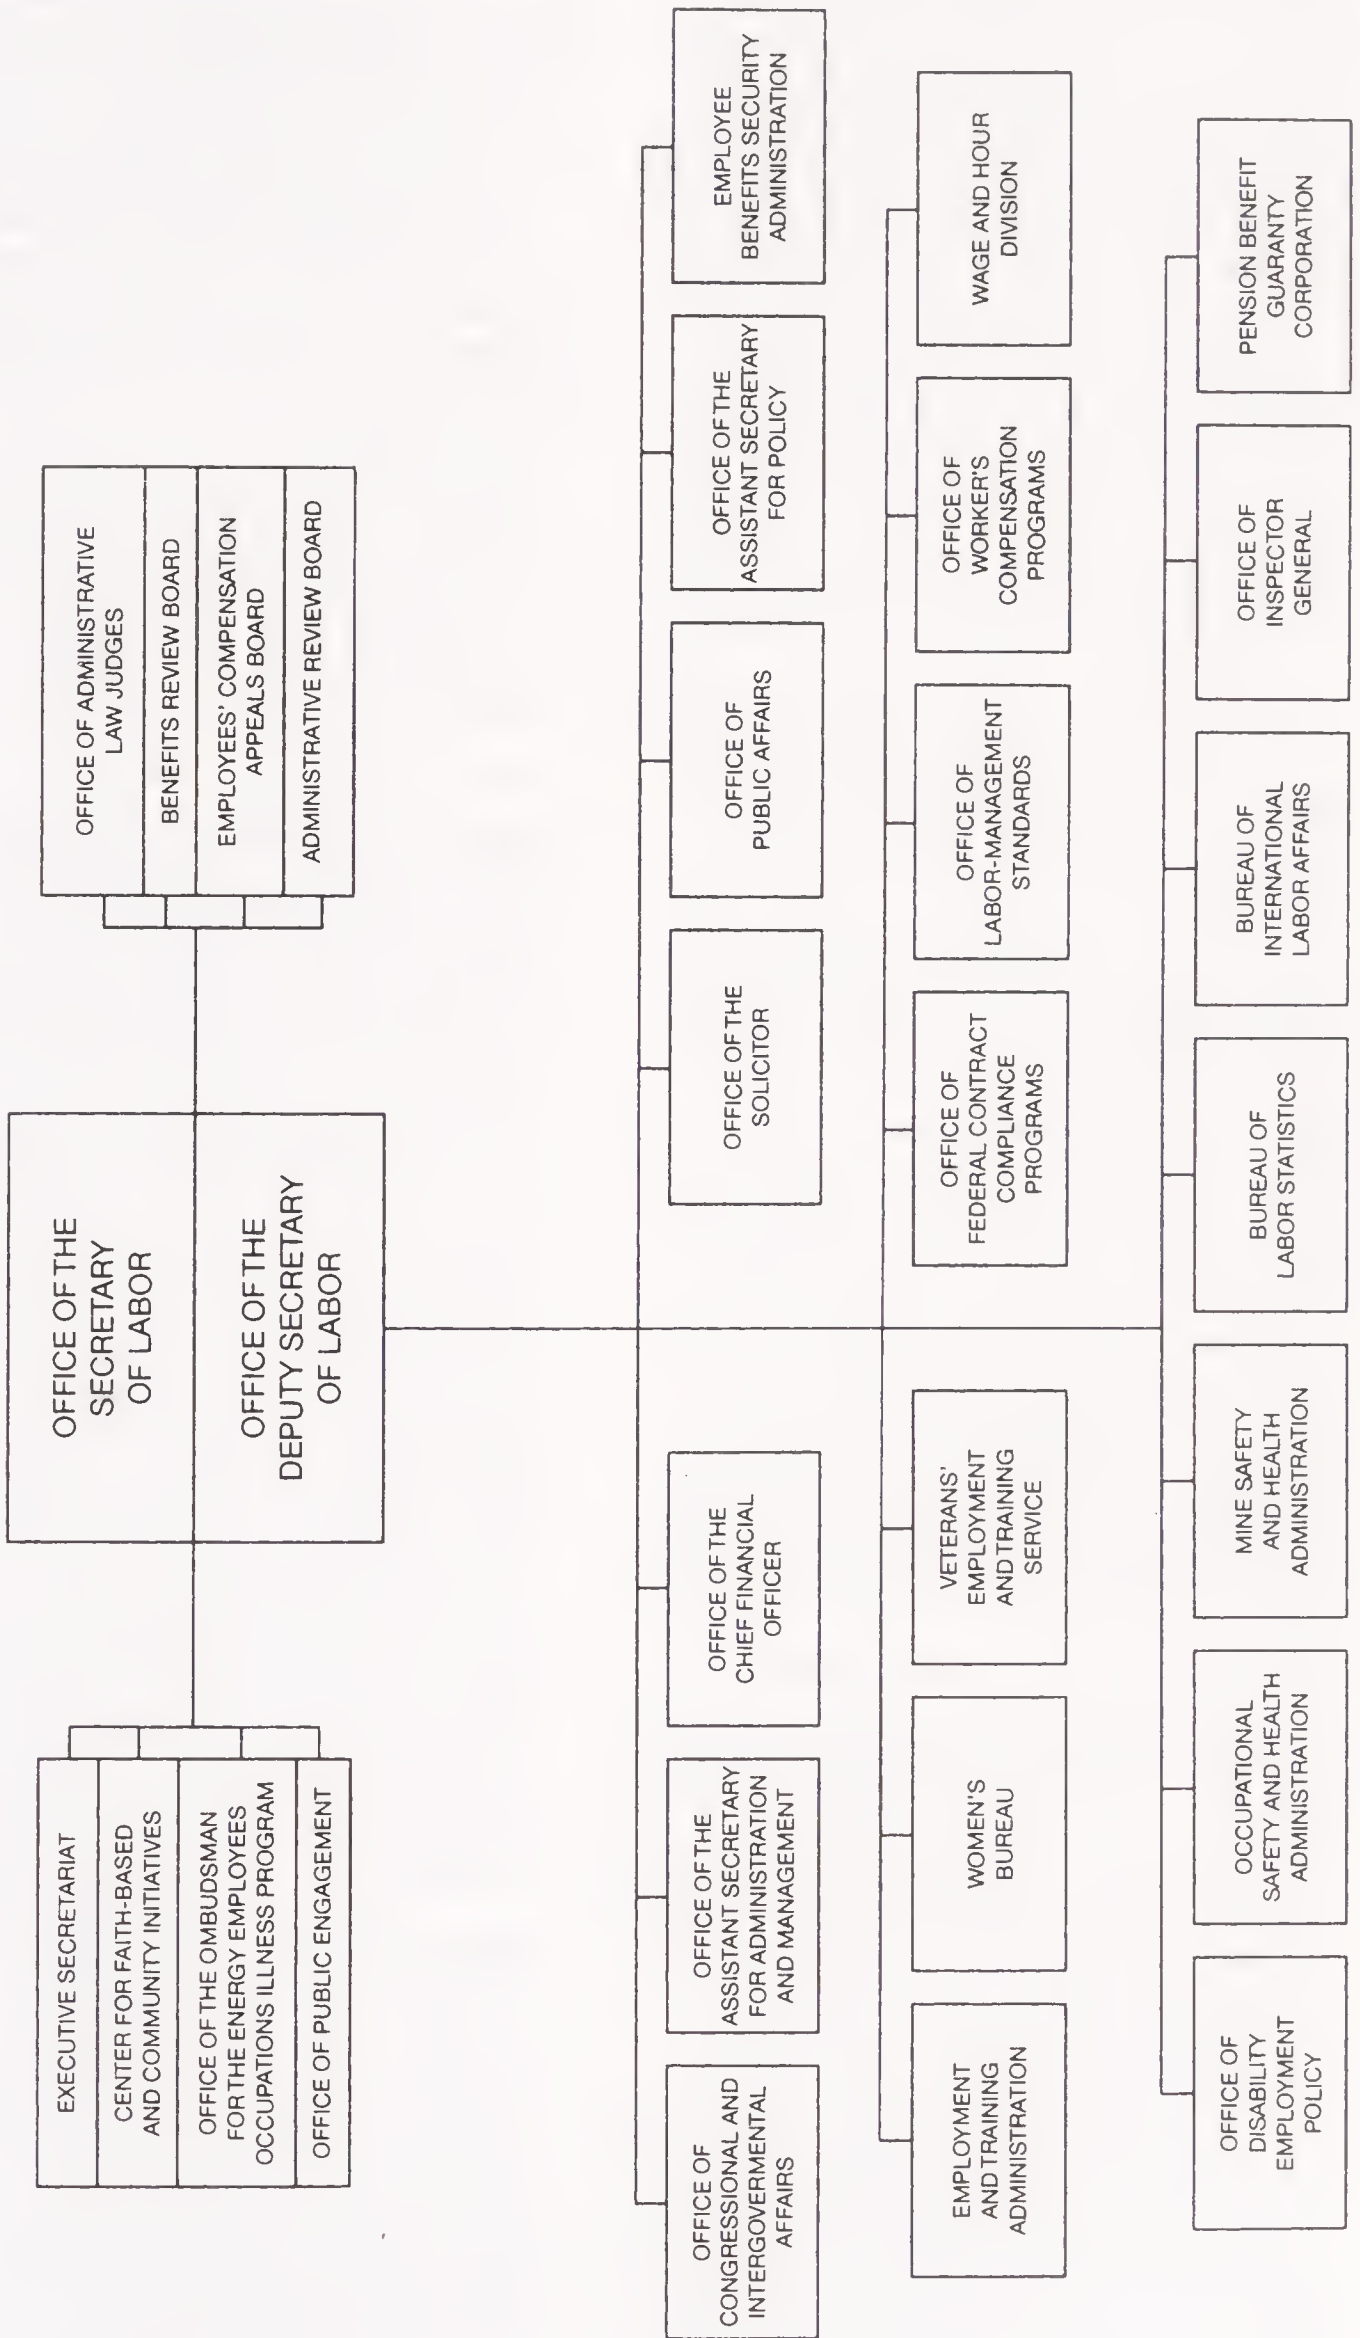 OFFICE OF THE
SECRETARY
OF LABOR
OFFICE OF THE
DEPUTY SECRETARY
OF LABOR
EXECUTIVE SECRETARIAT
CENTER FOR FAITH-BASED
AND COMMUNITY INITIATIVES
OFFICE OF THE OMBUDSMAN
FOR THE ENERGY EMPLOYEES
OCCUPATIONS ILLNESS PROGRAM
OFFICE OF PUBLIC ENGAGEMENT
OFFICE OF ADMINISTRATIVE
LAW JUDGES
BENEFITS REVIEW BOARD
EMPLOYEES' COMPENSATION
APPEALS BOARD
ADMINISTRATIVE REVIEW BOARD
OFFICE OF
CONGRESSIONAL AND
INTERGOVERMENTAL
AFFAIRS
OFFICE OF THE
ASSISTANT SECRETARY
FOR ADMINISTRATION
AND MANAGEMENT
OFFICE OF THE
CHIEF FINANCIAL
OFFICER
OFFICE OF THE
SOLICITOR
OFFICE OF
PUBLIC AFFAIRS
OFFICE OF THE
ASSISTANT SECRETARY
FOR POLICY
EMPLOYEE
BENEFITS SECURITY
ADMINISTRATION
EMPLOYMENT
AND TRAINING
ADMINISTRATION
WOMEN'S
BUREAU
VETERANS'
EMPLOYMENT
AND TRAINING
SERVICE
OFFICE OF
FEDERAL CONTRACT
COMPLIANCE
PROGRAMS
OFFICE OF
LABOR-MANAGEMENT
STANDARDS
OFFICE OF
WORKER'S
COMPENSATION
PROGRAMS
WAGE AND HOUR
DIVISION
OFFICE OF
DISABILITY
EMPLOYMENT
POLICY
OCCUPATIONAL
SAFETY AND HEALTH
ADMINISTRATION
MINE SAFETY
AND HEALTH
ADMINISTRATION
BUREAU OF
LABOR STATISTICS
BUREAU OF
INTERNATIONAL
LABOR AFFAIRS
OFFICE OF
INSPECTOR
GENERAL
PENSION BENEFIT
GUARANTY
CORPORATION